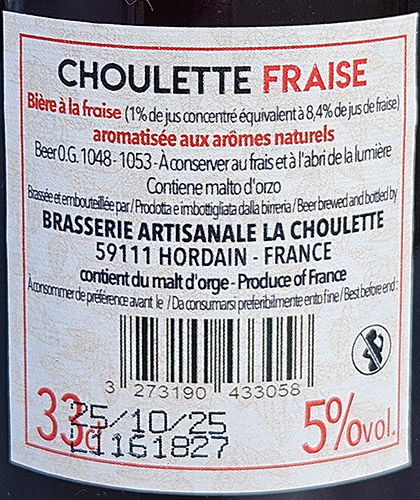 CHOULETTE FRAISE
Bière à la fraise (1% de jus concentré équivalent à 8,4% de jus de fraise)
aromatisée aux arômes naturels
Beer O.G. 1048 - 1053 - À conserver au frais et à l'abri de la lumière
Contiene malto d'orzo
Brassée et embouteillée par / Prodotta e imbottigliata dalla birreria / Beer brewed and bottled by
BRASSERIE ARTISANALE LA CHOULETTE
59111 HORDAIN - FRANCE
contient du malt d'orge - Produce of France
À consommer de préférence avant le / Da consumarsi preferibilmente ento fine / Best before end :
3 273190 433058
33cl 25/10/25 5%vol.
L1161827